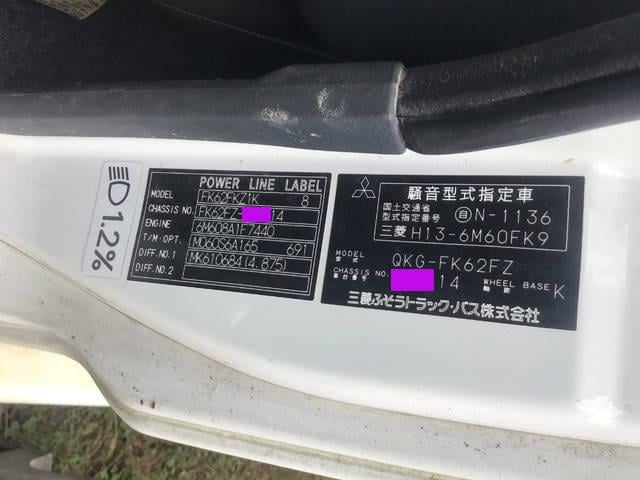 1.2%
POWER LINE LABEL
MODEL FK62FKZ1K 8
CHASSIS NO. FK62FZ- 14
ENGINE 6M608A1F7440
T/M・OPT. M060S6A165 691
DIFF.NO.1 MK610684(4.875)
DIFF.NO.2
騒音型式指定車
国土交通省
型式指定番号 自N-1136
三菱 H13-6M60FK9
MODEL
型式 QKG-FK62FZ
CHASSIS NO.
車台番号 14 WHEEL BASE
軸距 K
三菱ふそうトラック・バス株式会社